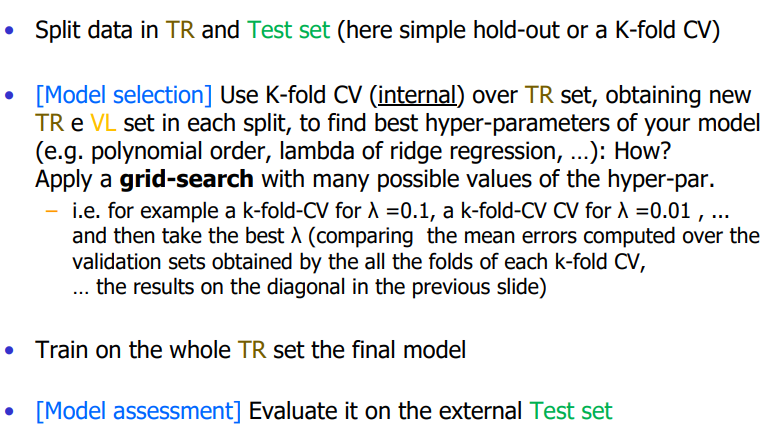 • Split data in TR and Test set (here simple hold-out or a K-fold CV)
• [Model selection] Use K-fold CV (internal) over TR set, obtaining new
TR e VL set in each split, to find best hyper-parameters of your model
(e.g. polynomial order, lambda of ridge regression, …): How?
Apply a grid-search with many possible values of the hyper-par.
– i.e. for example a k-fold-CV for λ =0.1, a k-fold-CV CV for λ =0.01 , ...
and then take the best λ (comparing the mean errors computed over the
validation sets obtained by the all the folds of each k-fold CV,
… the results on the diagonal in the previous slide)
• Train on the whole TR set the final model
• [Model assessment] Evaluate it on the external Test set